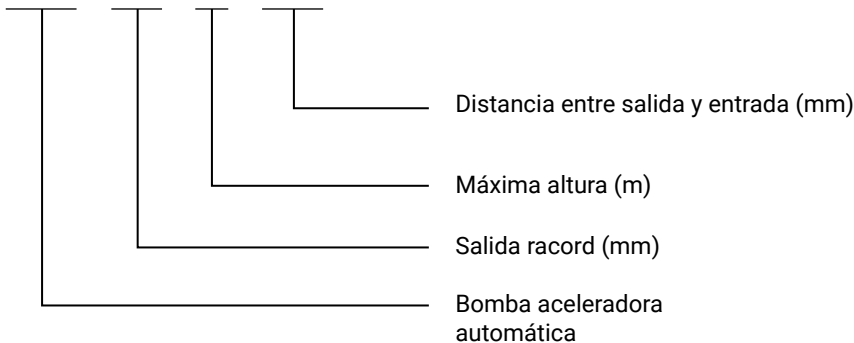 Distancia entre salida y entrada (mm)
Máxima altura (m)
Salida racord (mm)
Bomba aceleradora
automática